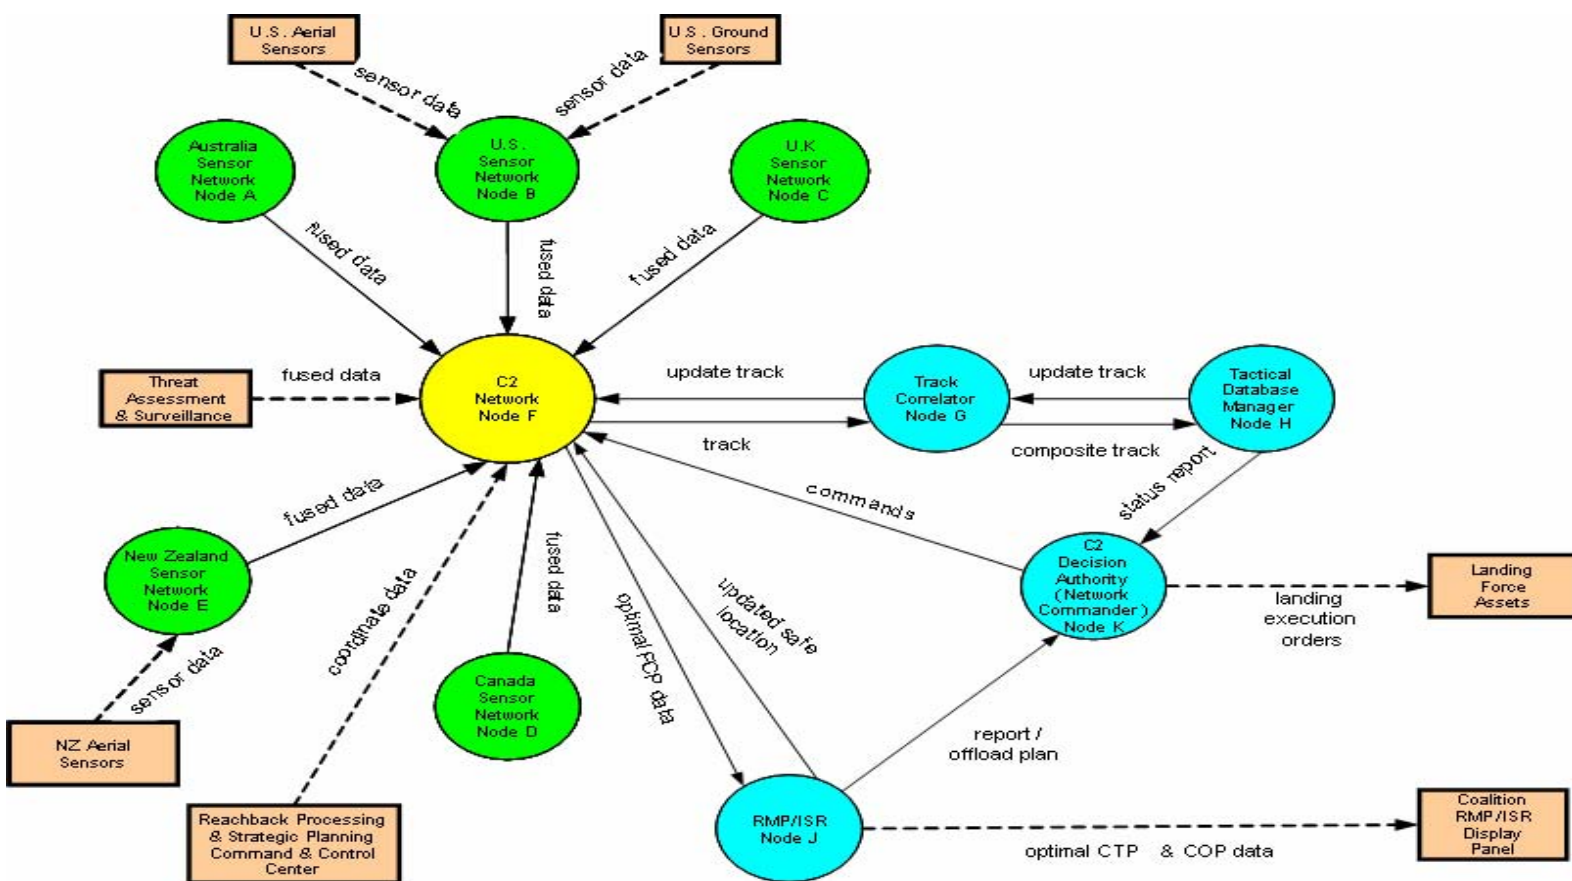 U.S. Aerial
Sensors
U.S. Ground
Sensors
sensor data
sensor data
Australia
Sensor
Network
Node A
U.S.
Sensor
Network
Node B
U.K
Sensor
Network
Node C
fused data
fused data
fused data
Threat
Assessment
& Surveillance
fused data
C2
Network
Node F
update track
track
Track
Correlator
Node G
update track
composite track
Tactical
Database
Manager
Node H
status report
commands
fused data
New Zealand
Sensor
Network
Node E
sensor data
NZ Aerial
Sensors
coordinate data
Reachback Processing
& Strategic Planning
Command & Control
Center
fused data
Canada
Sensor
Network
Node D
optimal FCP data
updated safe
location
C2
Decision
Authority
(Network
Commander)
Node K
landing
execution
orders
Landing
Force
Assets
report /
offload plan
RMP/ISR
Node J
optimal CTP & COP data
Coalition
RMP/ISR
Display
Panel